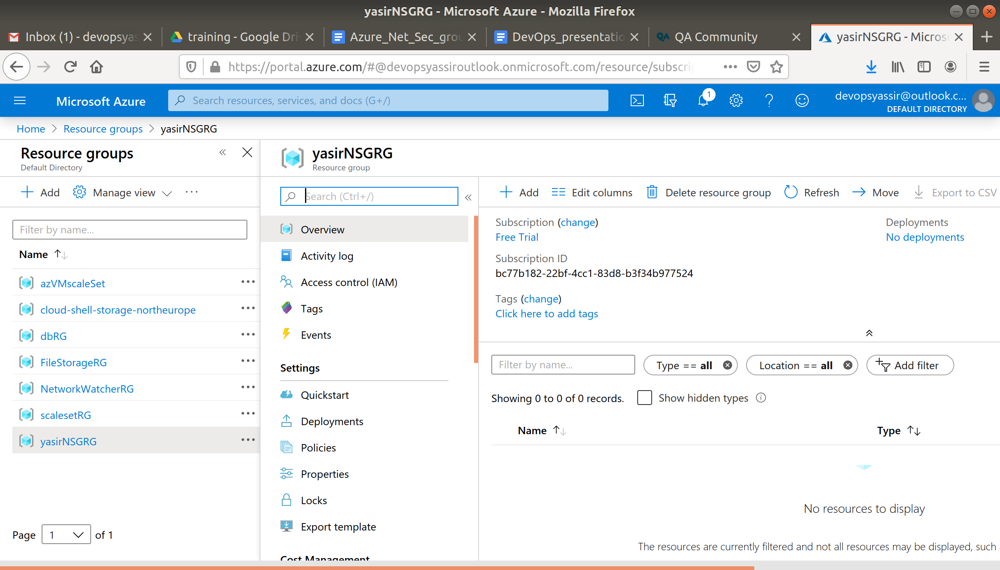 yasirNSGRG - Microsoft Azure - Mozilla Firefox
Inbox (1) - devopsyas
training - Google Dri
Azure_Net_Sec_grou
DevOps_presentatio
QA Community
yasirNSGRG - Micros
https://portal.azure.com/#@devopsyassiroutlook.onmicrosoft.com/resource/subscrip
Microsoft Azure
Search resources, services, and docs (G+/)
1
devopsyassir@outlook.c...
DEFAULT DIRECTORY
Home > Resource groups > yasirNSGRG
Resource groups
Default Directory
Add
Manage view
Filter by name...
Name
azVMscaleSet
cloud-shell-storage-northeurope
dbRG
FileStorageRG
NetworkWatcherRG
scalesetRG
yasirNSGRG
Page 1 of 1
yasirNSGRG
Resource group
Search (Ctrl+/)
Overview
Activity log
Access control (IAM)
Tags
Events
Settings
Quickstart
Deployments
Policies
Properties
Locks
Export template
Cost Management
Add
Edit columns
Delete resource group
Refresh
Move
Export to CSV
Subscription (change)
Free Trial
Deployments
No deployments
Subscription ID
bc77b182-22bf-4cc1-83d8-b3f34b977524
Tags (change)
Click here to add tags
Filter by name...
Type == all
Location == all
Add filter
Showing 0 to 0 of 0 records.
Show hidden types
Name
Type
No resources to display
The resources are currently filtered and not all resources may be displayed, such